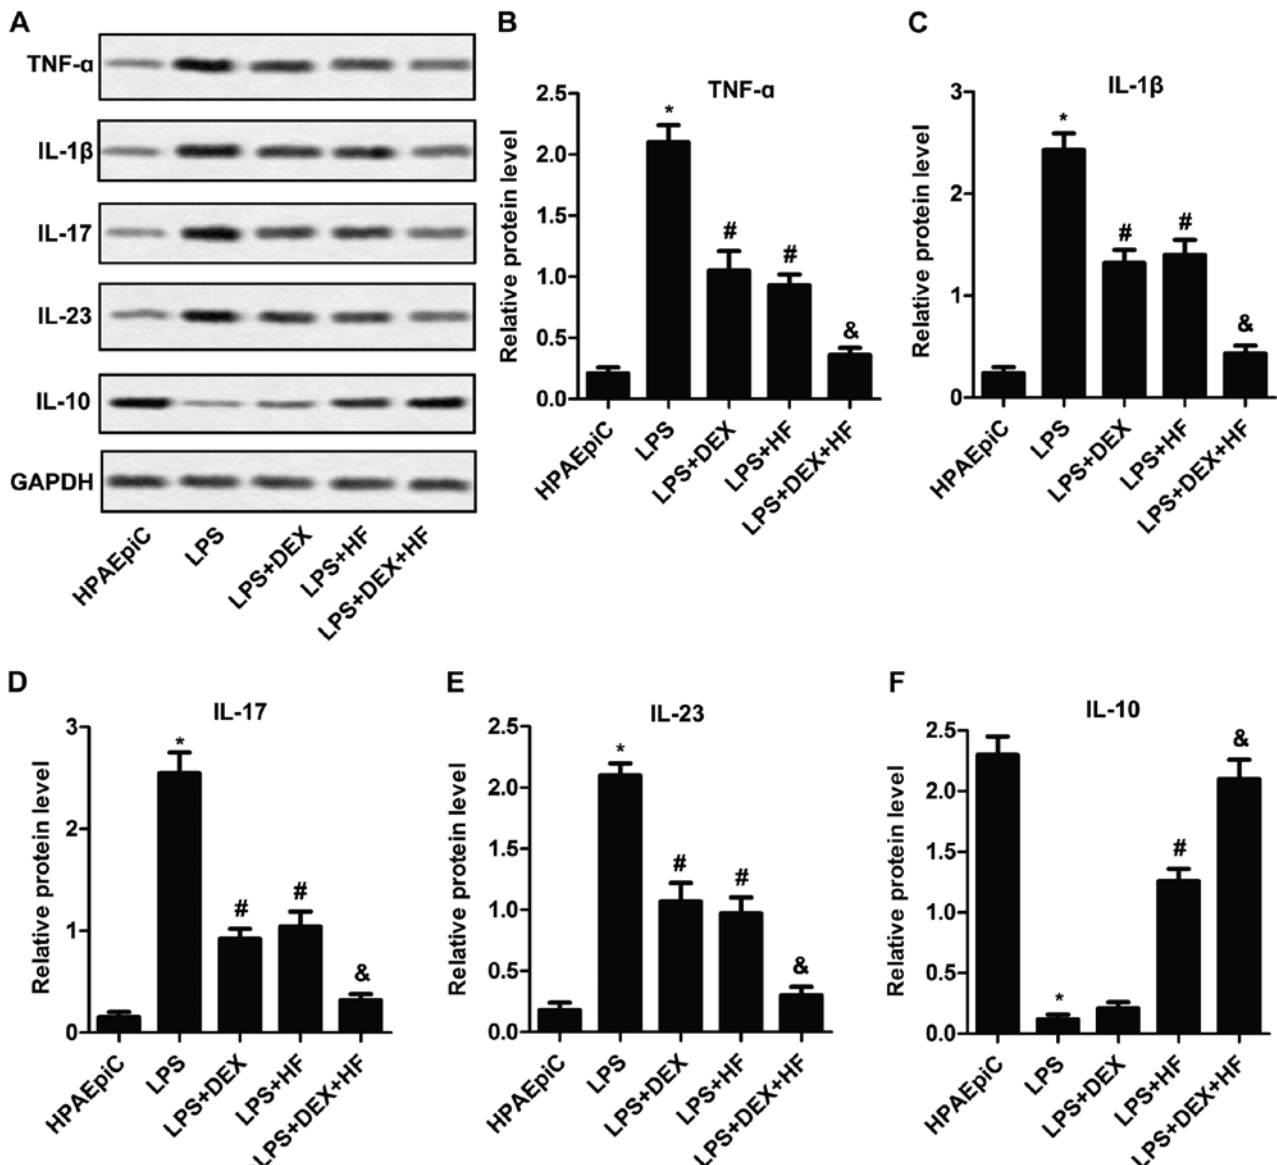 A
TNF-α
IL-1β
IL-17
IL-23
IL-10
GAPDH
HPAEpiC
LPS
LPS+DEX
LPS+HF
LPS+DEX+HF
B
TNF-α
Relative protein level
2.5
2.0
1.5
1.0
0.5
0.0
*
#
#
&
HPAEpiC
LPS
LPS+DEX
LPS+HF
LPS+DEX+HF
C
IL-1β
Relative protein level
3
2
1
0
*
#
#
&
HPAEpiC
LPS
LPS+DEX
LPS+HF
LPS+DEX+HF
D
IL-17
Relative protein level
3
2
1
0
*
#
#
&
HPAEpiC
LPS
LPS+DEX
LPS+HF
LPS+DEX+HF
E
IL-23
Relative protein level
2.5
2.0
1.5
1.0
0.5
0.0
*
#
#
&
HPAEpiC
LPS
LPS+DEX
LPS+HF
LPS+DEX+HF
F
IL-10
Relative protein level
2.5
2.0
1.5
1.0
0.5
0.0
*
#
&
HPAEpiC
LPS
LPS+DEX
LPS+HF
LPS+DEX+HF